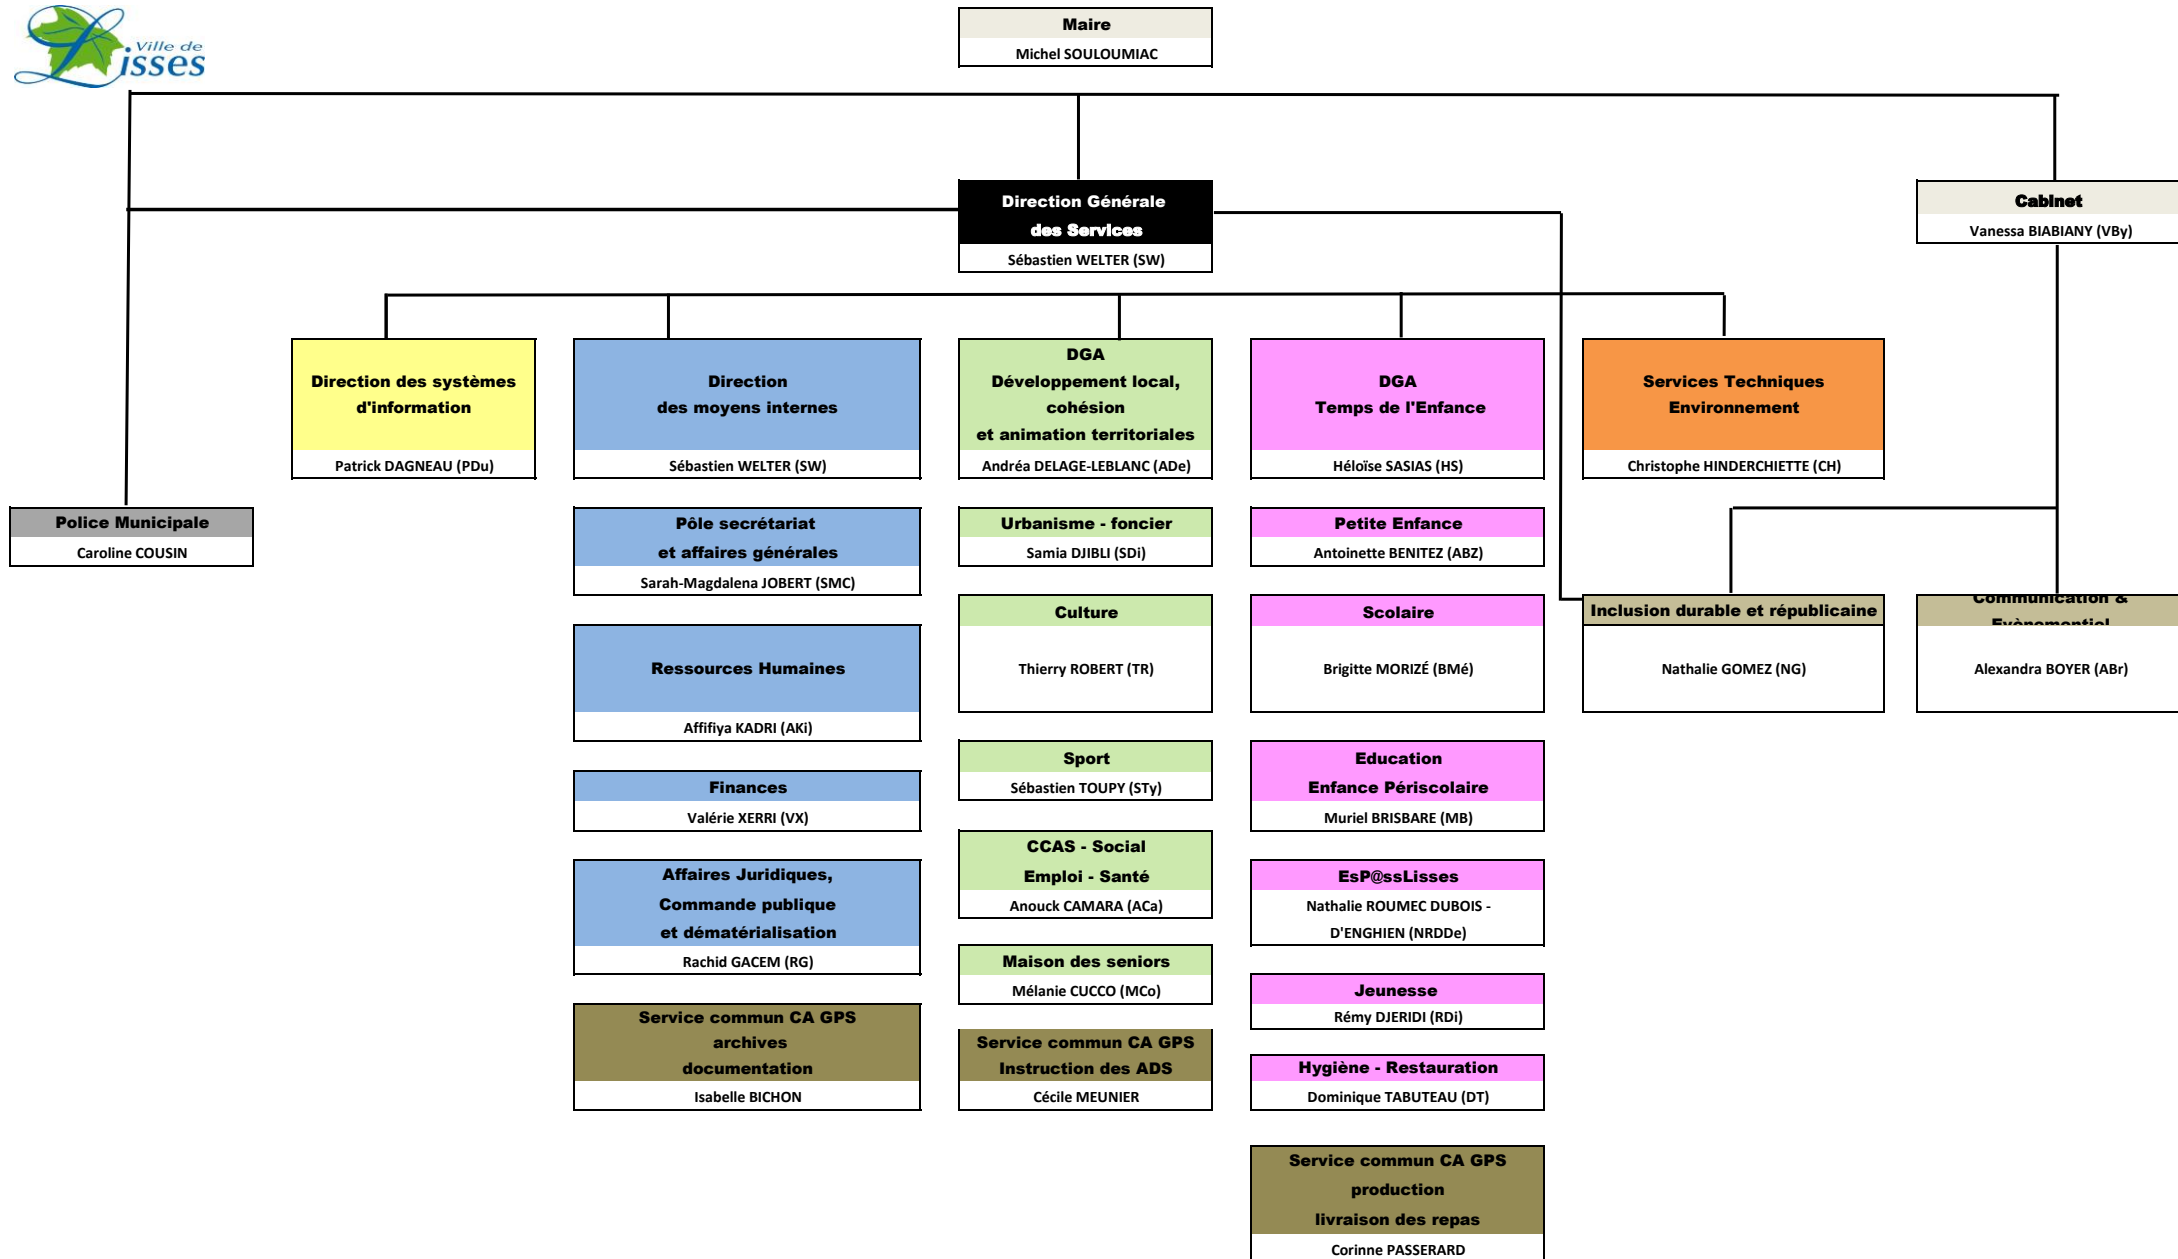 Ville de
Lisses
Maire
Michel SOULOUMIAC
Direction Générale
des Services
Sébastien WELTER (SW)
Cabinet
Vanessa BIABIANY (VBy)
Direction des systèmes
d'information
Patrick DAGNEAU (PDu)
Direction
des moyens internes
Sébastien WELTER (SW)
DGA
Développement local,
cohésion
et animation territoriales
Andréa DELAGE-LEBLANC (ADe)
DGA
Temps de l'Enfance
Héloïse SASIAS (HS)
Services Techniques
Environnement
Christophe HINDERCHIETTE (CH)
Police Municipale
Caroline COUSIN
Pôle secrétariat
et affaires générales
Sarah-Magdalena JOBERT (SMC)
Ressources Humaines
Affifiya KADRI (AKi)
Finances
Valérie XERRI (VX)
Affaires Juridiques,
Commande publique
et dématérialisation
Rachid GACEM (RG)
Service commun CA GPS
archives
documentation
Isabelle BICHON
Urbanisme - foncier
Samia DJIBLI (SDi)
Culture
Thierry ROBERT (TR)
Sport
Sébastien TOUPY (STy)
CCAS - Social
Emploi - Santé
Anouck CAMARA (ACa)
Maison des seniors
Mélanie CUCCO (MCo)
Service commun CA GPS
Instruction des ADS
Cécile MEUNIER
Petite Enfance
Antoinette BENITEZ (ABZ)
Scolaire
Brigitte MORIZÉ (BMé)
Education
Enfance Périscolaire
Muriel BRISBARE (MB)
EsP@ssLisses
Nathalie ROUMEC DUBOIS -
D'ENGHIEN (NRDDe)
Jeunesse
Rémy DJERIDI (RDi)
Hygiène - Restauration
Dominique TABUTEAU (DT)
Service commun CA GPS
production
livraison des repas
Corinne PASSERARD
Inclusion durable et républicaine
Nathalie GOMEZ (NG)
Communication &
Evènementiel
Alexandra BOYER (ABr)